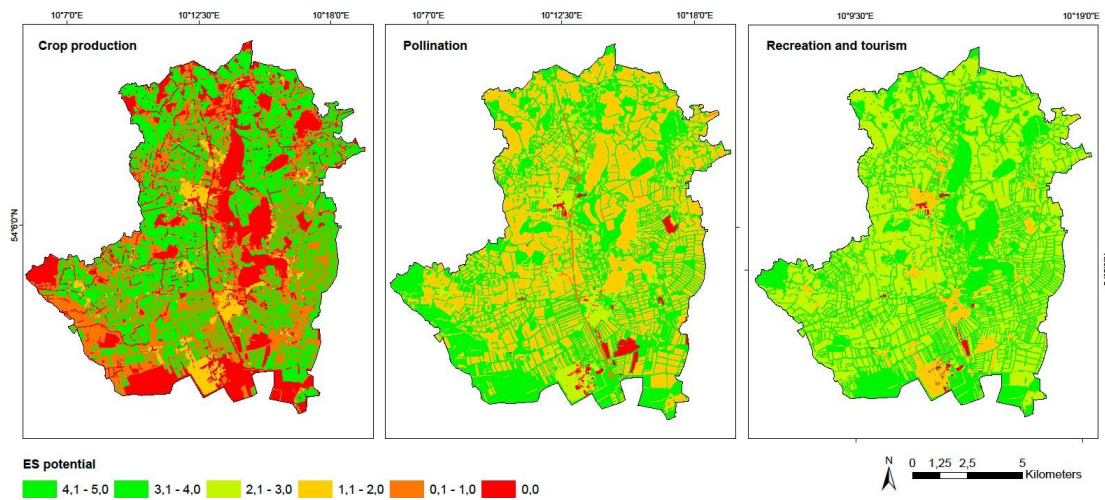 10°7'0"E 10°12'30"E 10°18'0"E 10°7'0"E 10°12'30"E 10°18'0"E 10°9'30"E 10°19'0"E
Crop production Pollination Recreation and tourism
54°6'0"N
ES potential
N
0 1,25 2,5 5
Kilometers
4,1 - 5,0 3,1 - 4,0 2,1 - 3,0 1,1 - 2,0 0,1 - 1,0 0,0